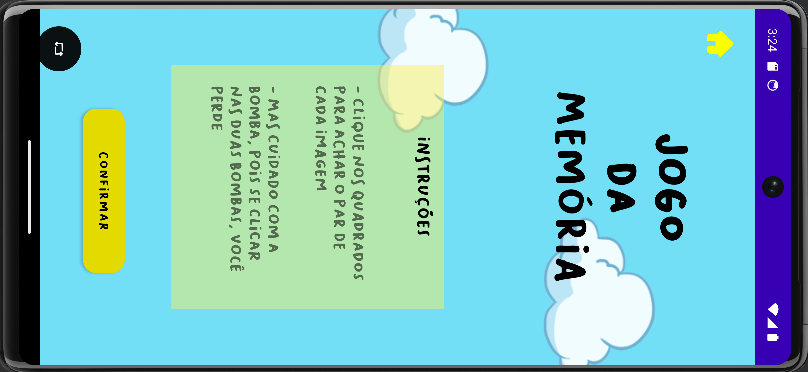 3:24
JOGO
DA
MEMÓRiA
iNSTRUÇÕES
- CLiQUE NOS QUADRADOS
PARA ACHAR O PAR DE
CADA iMAGEM
- MAS CUiDADO COM A
BOMBA, POiS SE CLiCAR
NAS DUAS BOMBAS, VOCÊ
PERDE
CONFiRMAR